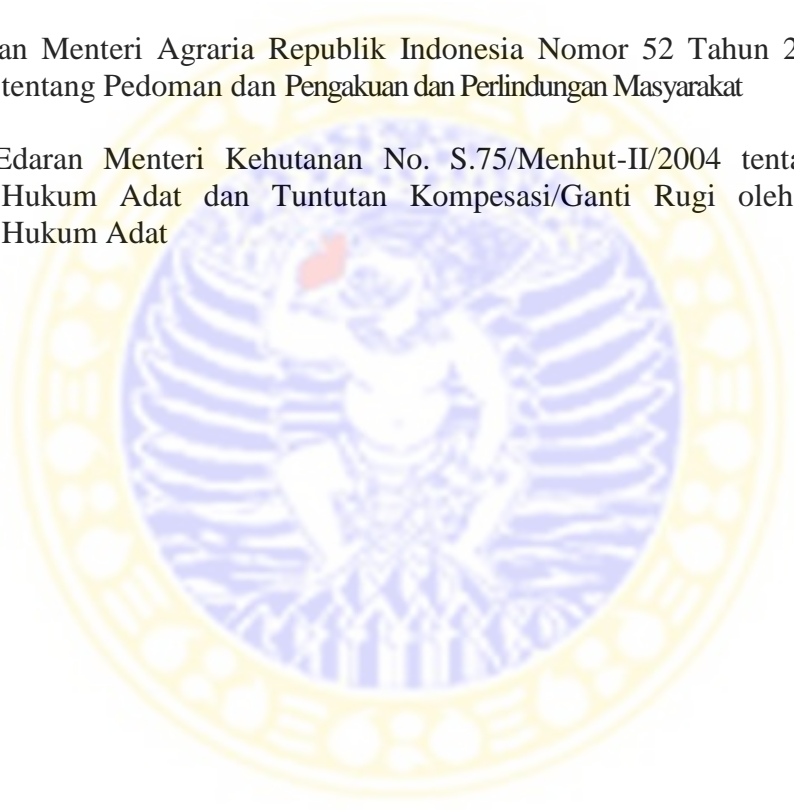 an Menteri Agraria Republik Indonesia Nomor 52 Tahun 2
tentang Pedoman dan Pengakuan dan Perlindungan Masyarakat
Edaran Menteri Kehutanan No. S.75/Menhut-II/2004 tenta
Hukum Adat dan Tuntutan Kompesasi/Ganti Rugi oleh
Hukum Adat